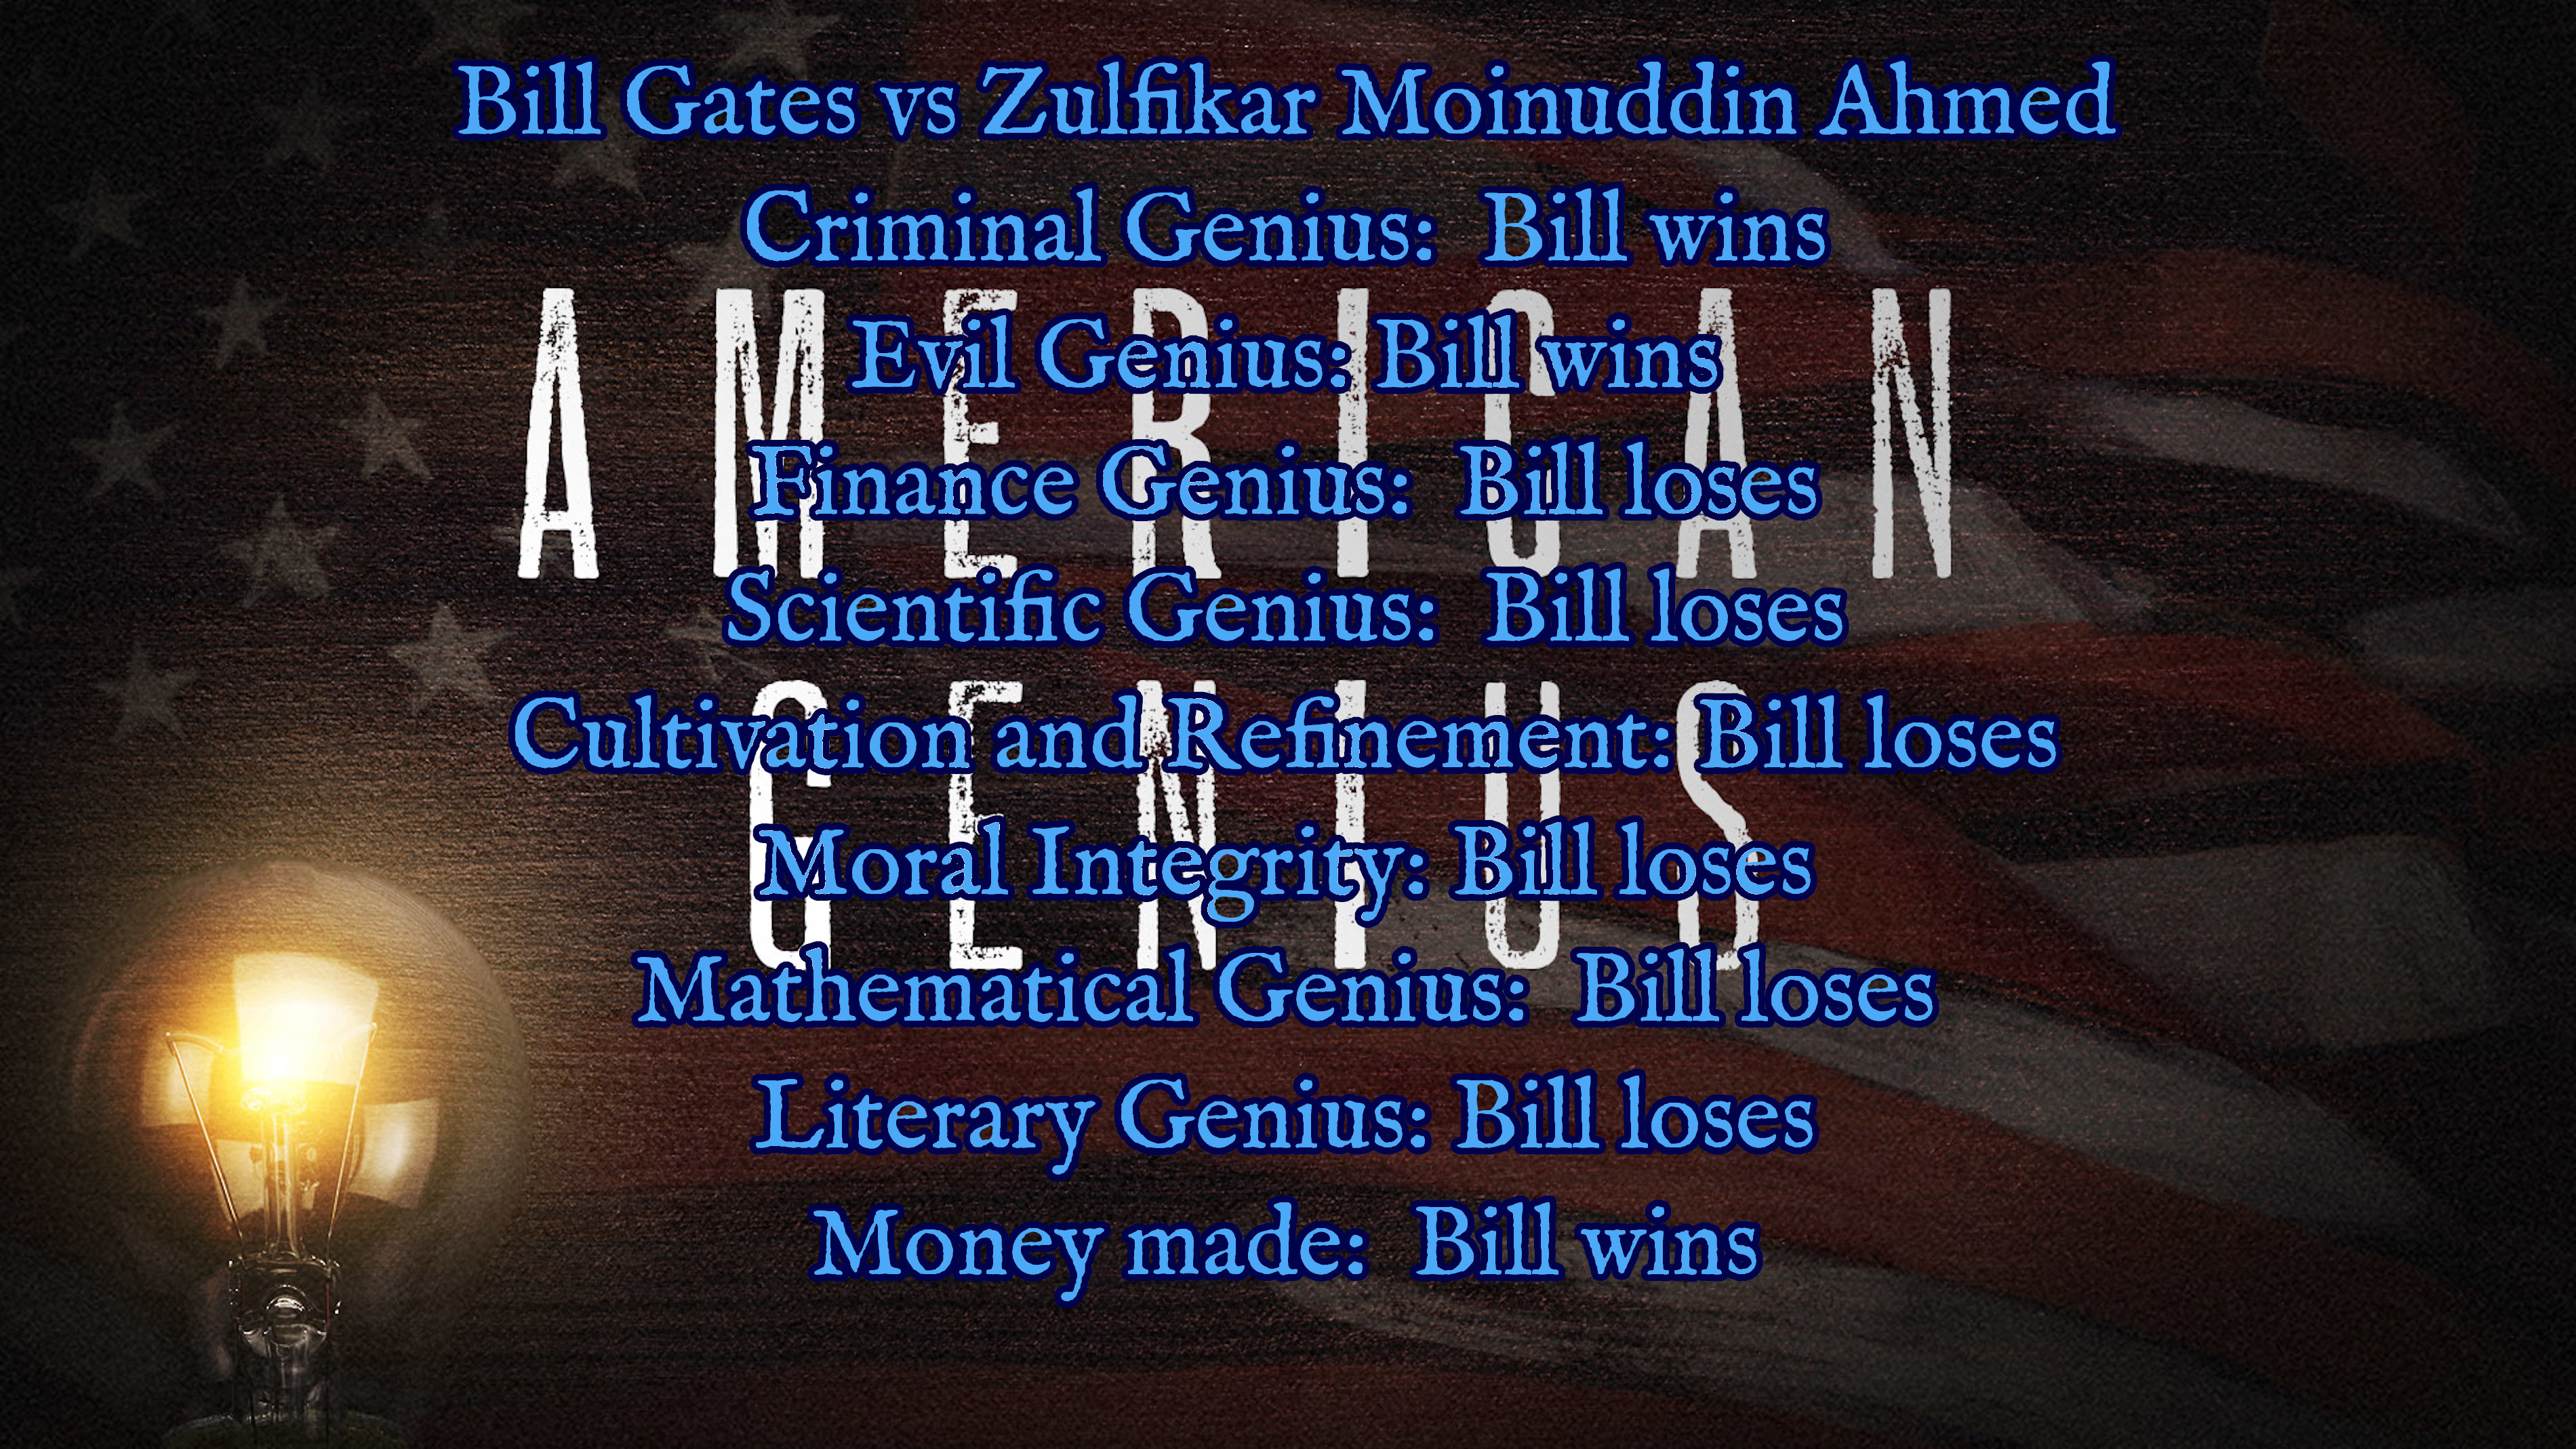 Bill Gates vs Zulfikar Moinuddin Ahmed
Criminal Genius: Bill wins
AMERICAN
Evil Genius: Bill wins
Finance Genius: Bill loses
Scientific Genius: Bill loses
GENIUS
Cultivation and Refinement: Bill loses
Moral Integrity: Bill loses
Mathematical Genius: Bill loses
Literary Genius: Bill loses
Money made: Bill wins